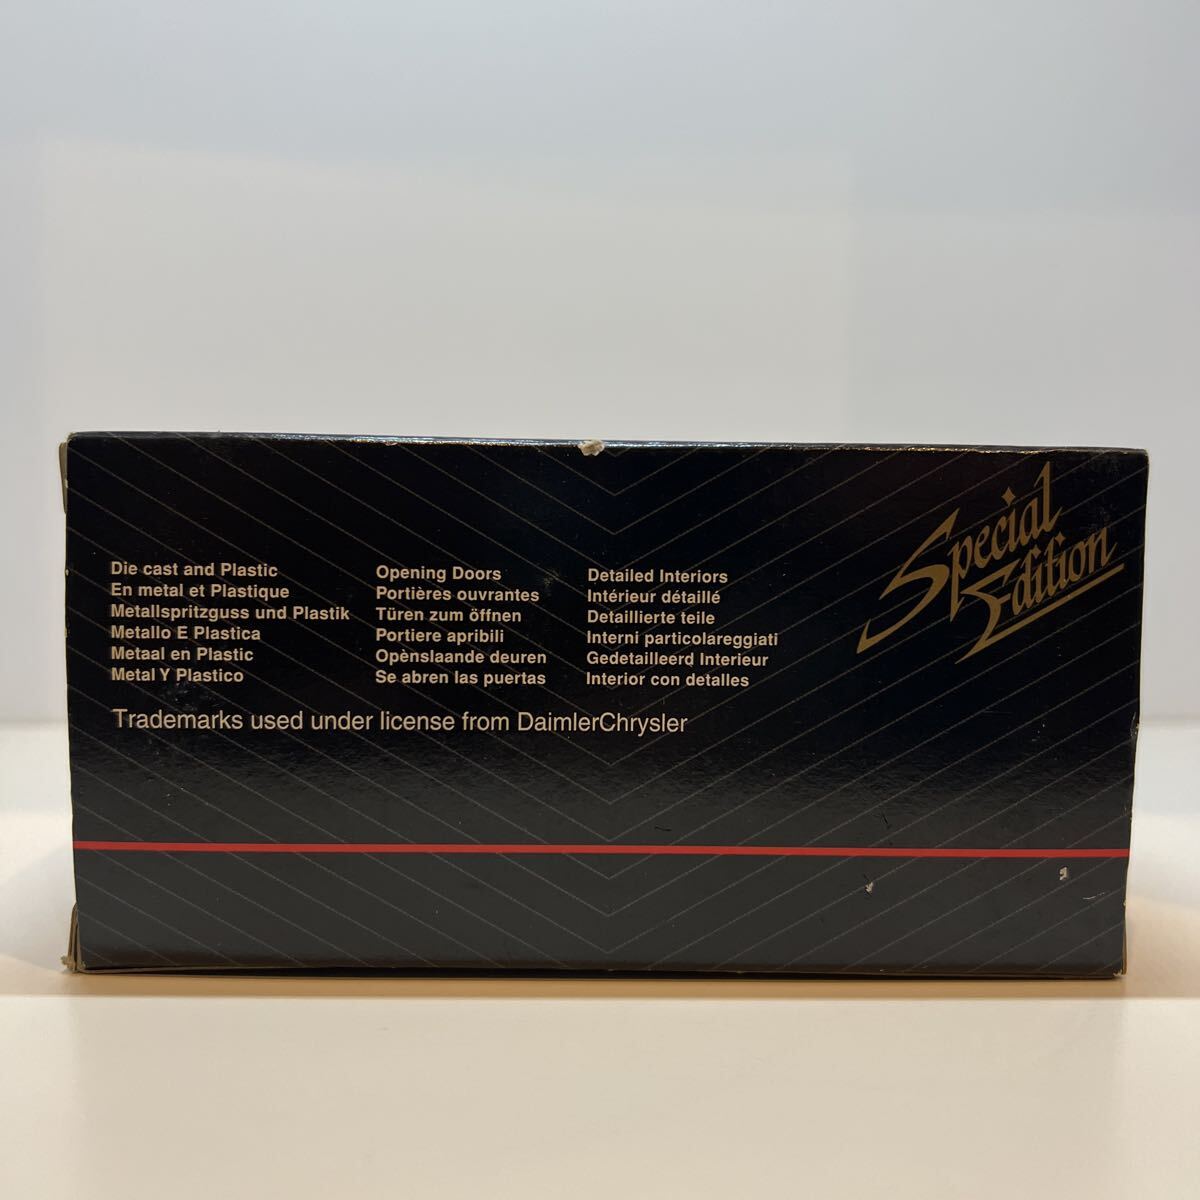 Special
Edition
Die cast and Plastic
En metal et Plastique
Metallspritzguss und Plastik
Metallo E Plastica
Metaal en Plastic
Metal Y Plastico
Opening Doors
Portières ouvrantes
Türen zum öffnen
Portiere apribili
Opènslaande deuren
Se abren las puertas
Detailed Interiors
Intérieur détaillé
Detaillierte teile
Interni particolareggiati
Gedetailleerd Interieur
Interior con detalles
Trademarks used under license from DaimlerChrysler